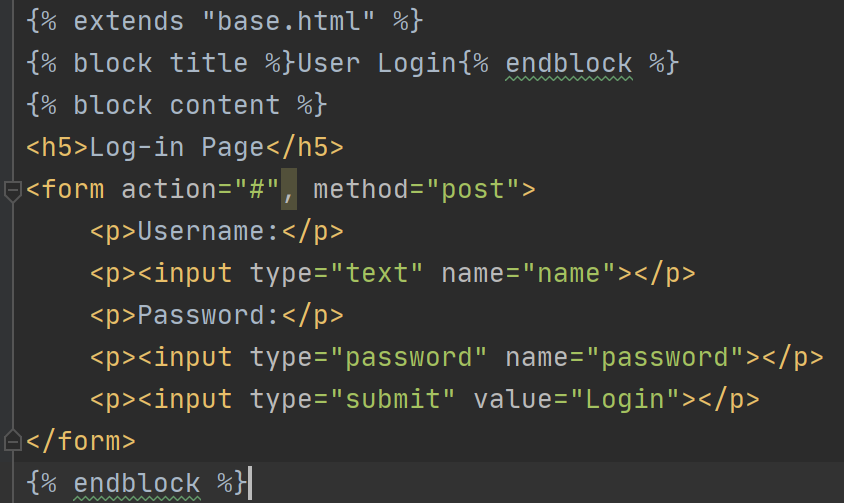 {% extends "base.html" %}
{% block title %}User Login{% endblock %}
{% block content %}
<h5>Log-in Page</h5>
<form action="#", method="post">
    <p>Username:</p>
    <p><input type="text" name="name"></p>
    <p>Password:</p>
    <p><input type="password" name="password"></p>
    <p><input type="submit" value="Login"></p>
</form>
{% endblock %}